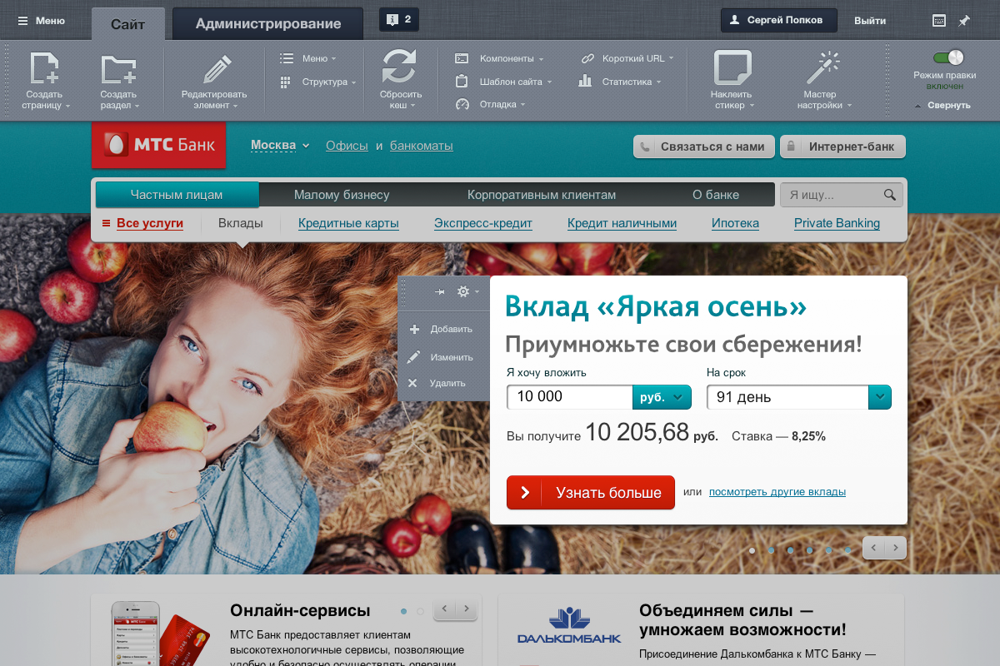 Меню
Сайт
Администрирование
2
Сергей Попков
Выйти
Создать страницу
Создать раздел
Редактировать элемент
Меню
Структура
Сбросить кеш
Компоненты
Шаблон сайта
Отладка
Короткий URL
Статистика
Наклеить стикер
Мастер настройки
Режим правки
включен
Свернуть
МТС Банк
Москва
Офисы и банкоматы
Связаться с нами
Интернет-банк
Частным лицам
Малому бизнесу
Корпоративным клиентам
О банке
Я ищу...
Все услуги
Вклады
Кредитные карты
Экспресс-кредит
Кредит наличными
Ипотека
Private Banking
Добавить
Изменить
Удалить
Вклад «Яркая осень»
Приумножьте свои сбережения!
Я хочу вложить
На срок
10 000
руб.
91 день
Вы получите 10 205,68 руб. Ставка — 8,25%
Узнать больше
или посмотреть другие вклады
Онлайн-сервисы
МТС Банк предоставляет клиентам
высокотехнологичные сервисы, позволяющие
удобно и безопасно осуществлять операции
ДАЛЬКОМБАНК
Объединяем силы —
умножаем возможности!
Присоединение Далькомбанка к МТС Банку —